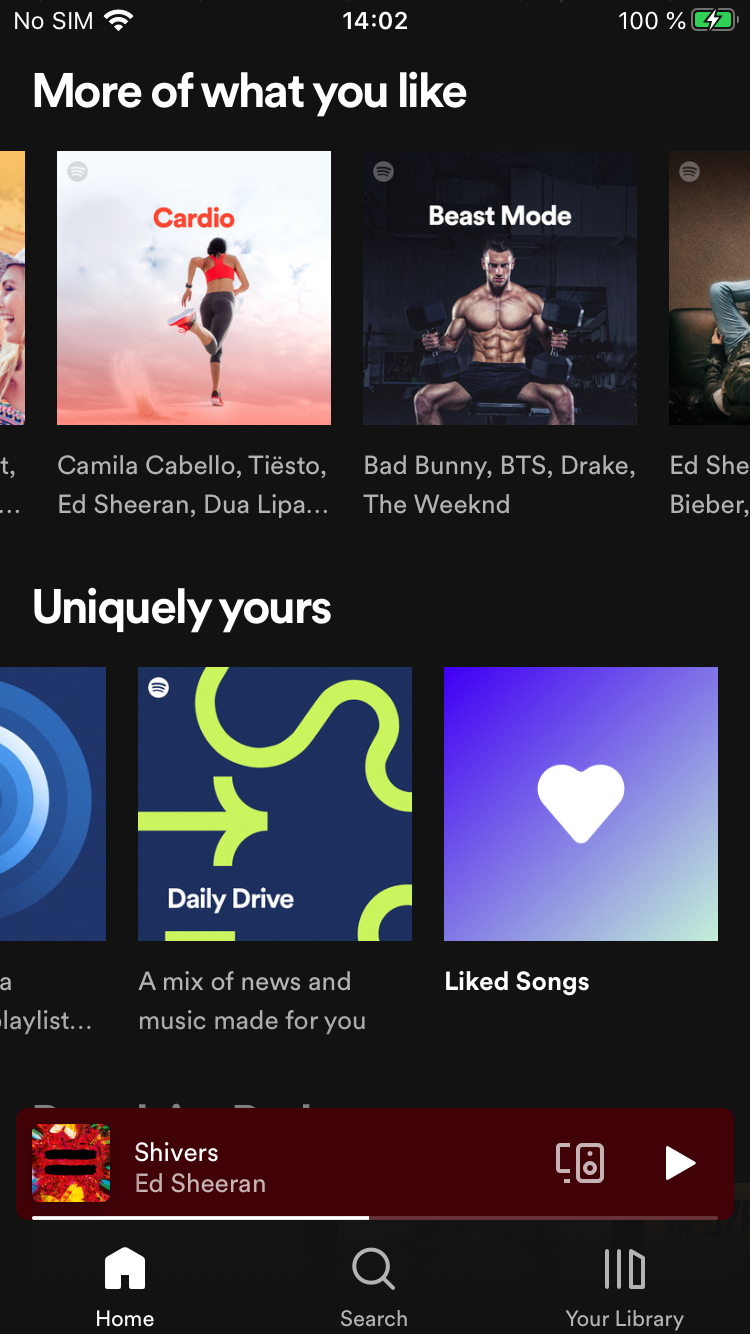 No SIM 14:02 100 %
More of what you like
Cardio
Beast Mode
t,
…
Camila Cabello, Tiësto,
Ed Sheeran, Dua Lipa…
Bad Bunny, BTS, Drake,
The Weeknd
Ed She
Bieber,
Uniquely yours
Daily Drive
a
laylist…
A mix of news and
music made for you
Liked Songs
Shivers
Ed Sheeran
Home
Search
Your Library